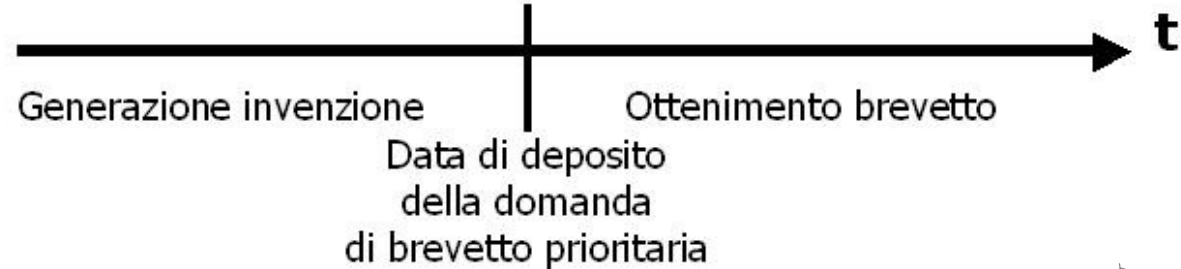 t
Generazione invenzione
Ottenimento brevetto
Data di deposito
della domanda
di brevetto prioritaria